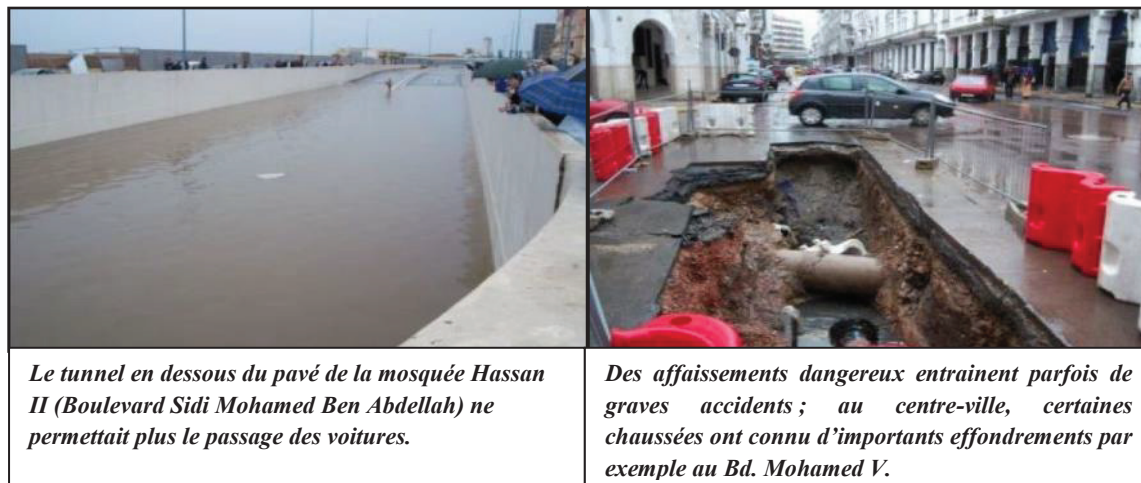 Le tunnel en dessous du pavé de la mosquée Hassan
II (Boulevard Sidi Mohamed Ben Abdellah) ne
permettait plus le passage des voitures.
Des affaissements dangereux entrainent parfois de
graves accidents ; au centre-ville, certaines
chaussées ont connu d'importants effondrements par
exemple au Bd. Mohamed V.